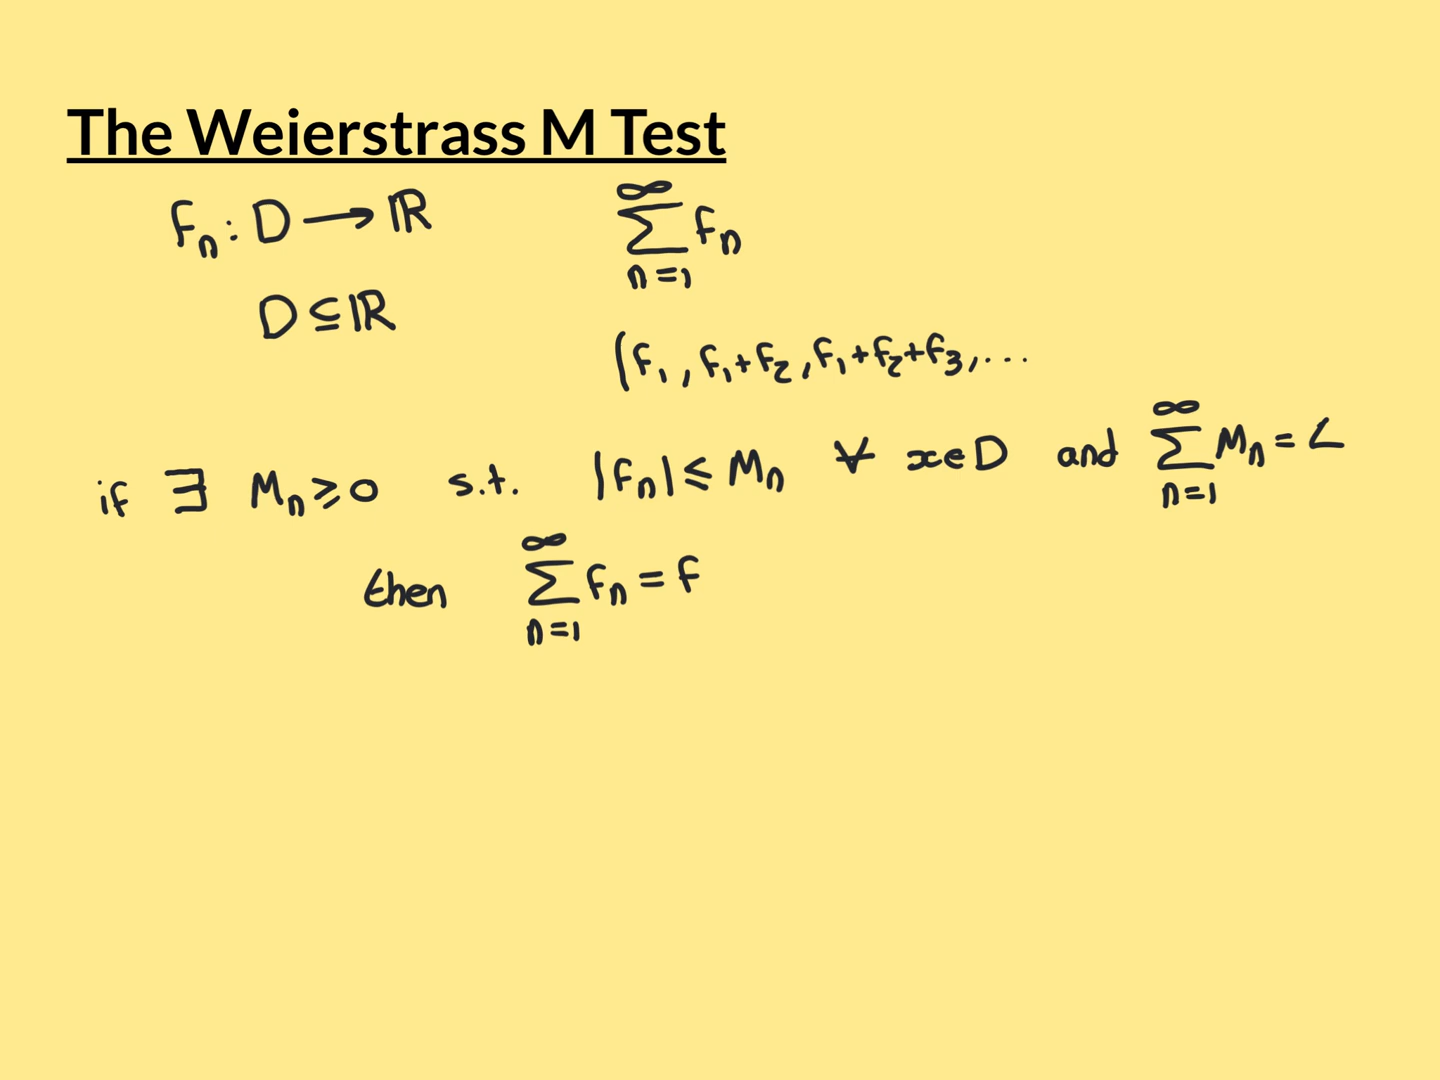 The Weierstrass M Test
fₙ : D → ℝ
∞ ∑ n=1 fₙ
D ⊆ ℝ
(f₁, f₁+f₂, f₁+f₂+f₃, ...
if ∃ Mₙ ≥ 0 s.t. |fₙ| ≤ Mₙ ∀ x ∈ D and ∞ ∑ n=1 Mₙ = L
then ∞ ∑ n=1 fₙ = f